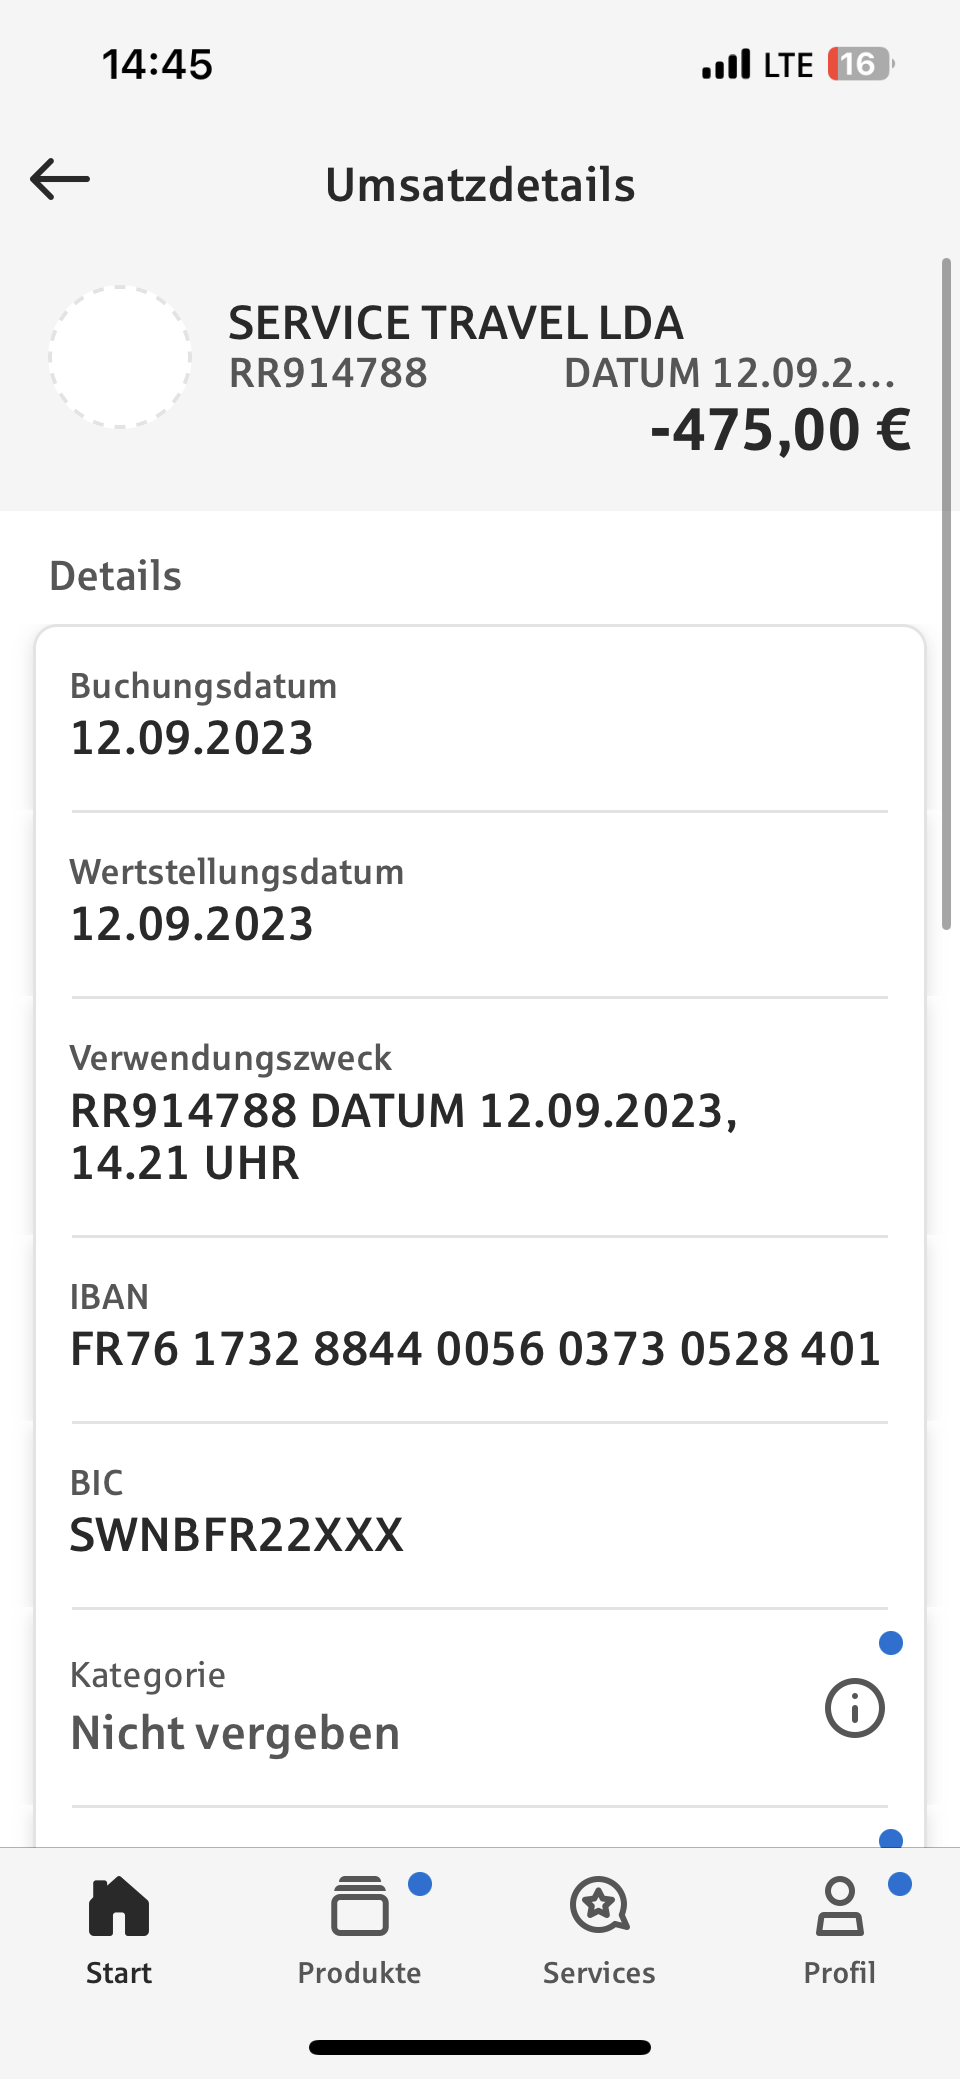 14:45
LTE 16
Umsatzdetails
SERVICE TRAVEL LDA
RR914788 DATUM 12.09.2...
-475,00 €
Details
Buchungsdatum
12.09.2023
Wertstellungsdatum
12.09.2023
Verwendungszweck
RR914788 DATUM 12.09.2023,
14.21 UHR
IBAN
FR76 1732 8844 0056 0373 0528 401
BIC
SWNBFR22XXX
Kategorie
Nicht vergeben
Start Produkte Services Profil